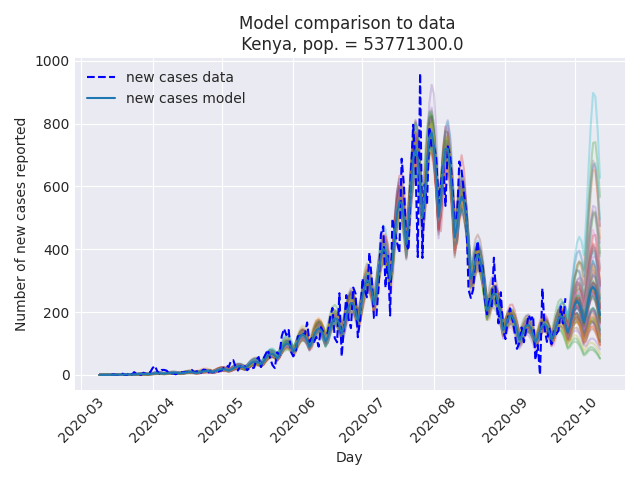 Model comparison to data
Kenya, pop. = 53771300.0
new cases data
new cases model
Number of new cases reported
1000
800
600
400
200
0
2020-03
2020-04
2020-05
2020-06
2020-07
2020-08
2020-09
2020-10
Day